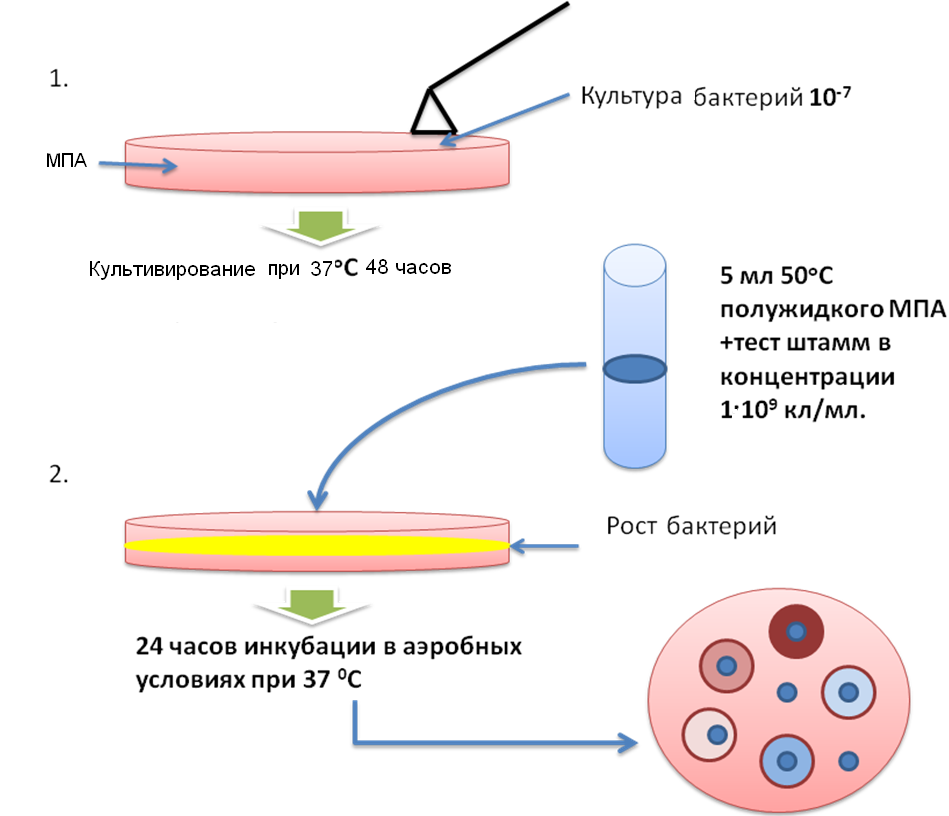 1.
Культура бактерий 10⁻⁷
МПА
Культивирование при 37°С 48 часов
5 мл 50°С
полужидкого МПА
+тест штамм в
концентрации
1·10⁹ кл/мл.
2.
Рост бактерий
24 часов инкубации в аэробных
условиях при 37 ⁰С